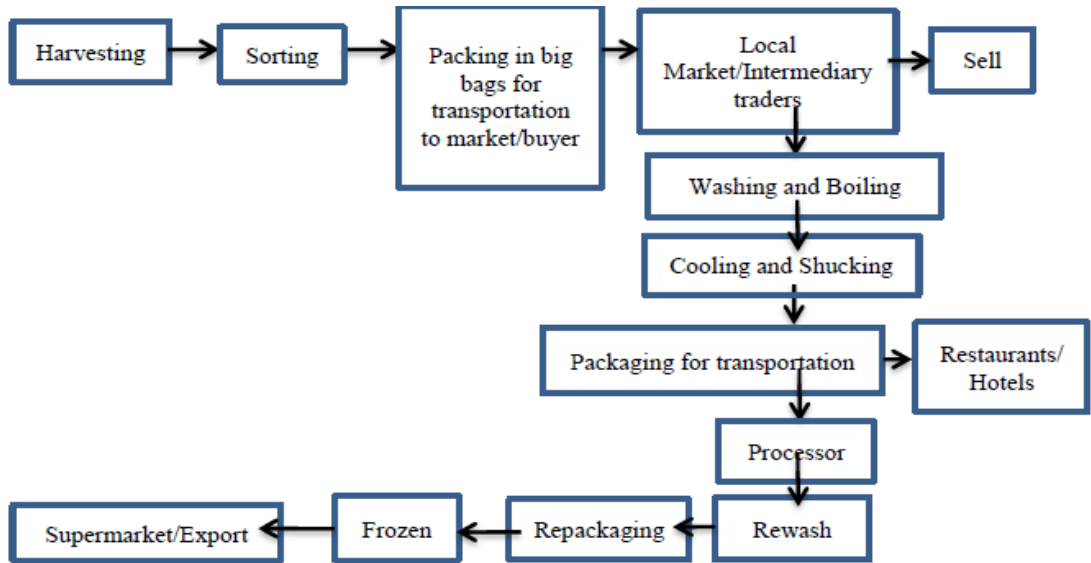 Harvesting
Sorting
Packing in big
bags for
transportation
to market/buyer
Local
Market/Intermediary
traders
Sell
Washing and Boiling
Cooling and Shucking
Packaging for transportation
Restaurants/
Hotels
Processor
Rewash
Repackaging
Frozen
Supermarket/Export